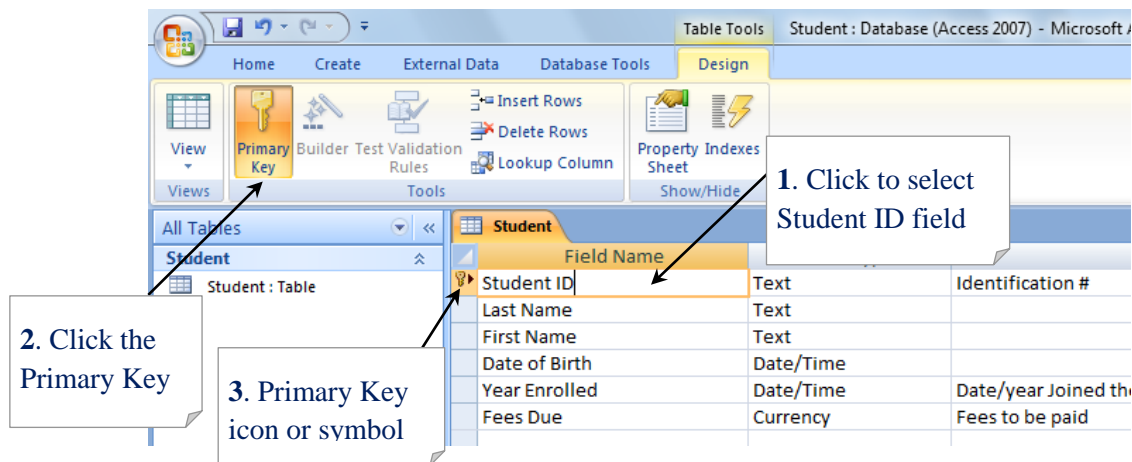 Table Tools Student : Database (Access 2007) - Microsoft
Home Create External Data Database Tools Design
View
Views
Primary
Key
Builder
Test Validation
Rules
Insert Rows
Delete Rows
Lookup Column
Tools
Property
Sheet
Indexes
Show/Hide
1. Click to select
Student ID field
All Tables «
Student
Student : Table
Student
Field Name
Student ID Text Identification #
Last Name Text
First Name Text
Date of Birth Date/Time
Year Enrolled Date/Time Date/year Joined the
Fees Due Currency Fees to be paid
2. Click the
Primary Key
3. Primary Key
icon or symbol